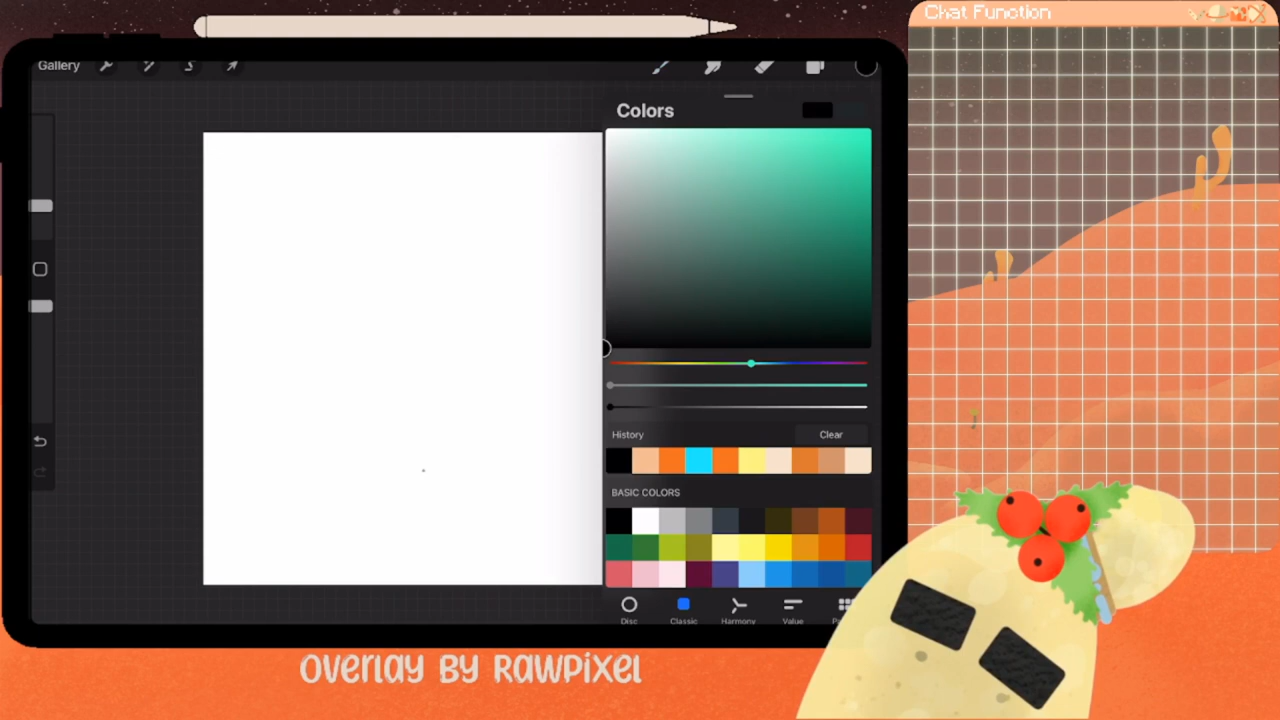 Chat Function
Gallery
Colors
History
Clear
BASIC COLORS
Disc
Classic
Harmony
Value
Overlay by Rawpixel